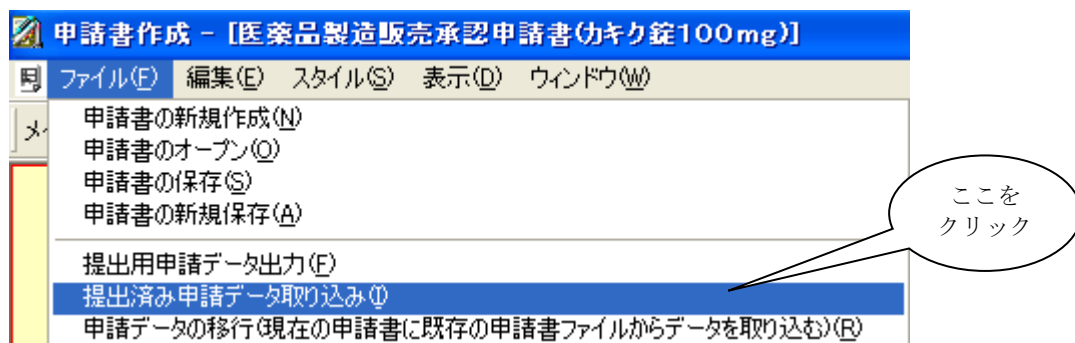 申請書作成 - [医薬品製造販売承認申請書(カキク錠100mg)]
ファイル(F) 編集(E) スタイル(S) 表示(D) ウィンドウ(W)
申請書の新規作成(N)
メ
申請書のオープン(O)
申請書の保存(S)
申請書の新規保存(A)
ここを
クリック
提出用申請データ出力(F)
提出済み申請データ取り込み(I)
申請データの移行(現在の申請書に既存の申請書ファイルからデータを取り込む)(R)